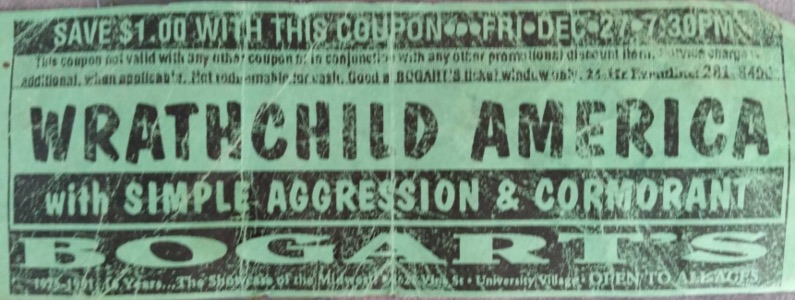 SAVE $1.00 WITH THIS COUPON•••FRI•DEC•27•7:30PM
This coupon not valid with any other coupon or in conjunction with any other promotional discount item. Service charge is
additional, when applicable. Not redeemable for cash. Good at BOGART'S ticket window only. 281-8400
WRATHCHILD AMERICA
with SIMPLE AGGRESSION & CORMORANT
BOGART'S
1975-1991 16 Years...The Showcase of the Midwest • Vine St • University Village • OPEN TO ALL AGES